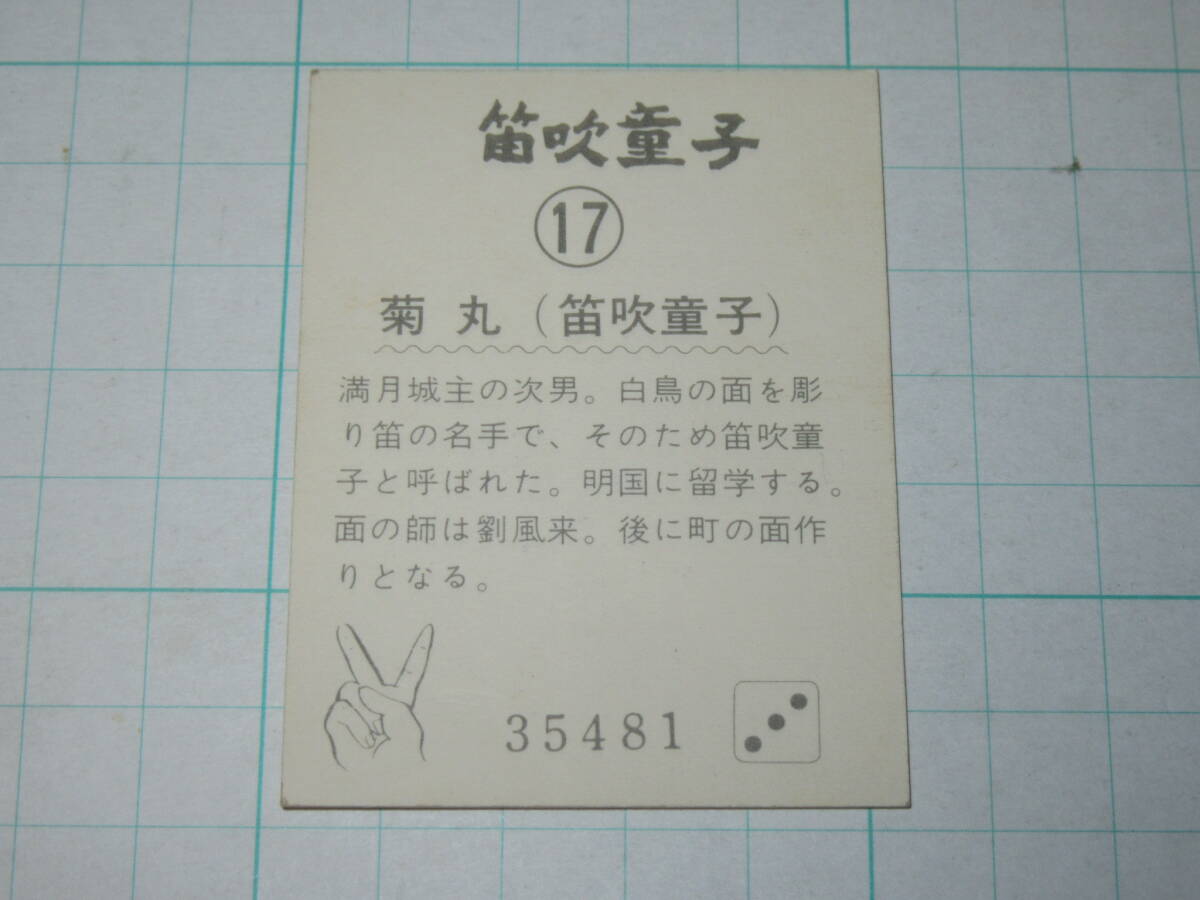 笛吹童子
⑰
菊丸（笛吹童子）
満月城主の次男。白鳥の面を彫
り笛の名手で、そのため笛吹童
子と呼ばれた。明国に留学する。
面の師は劉風来。後に町の面作
りとなる。
35481